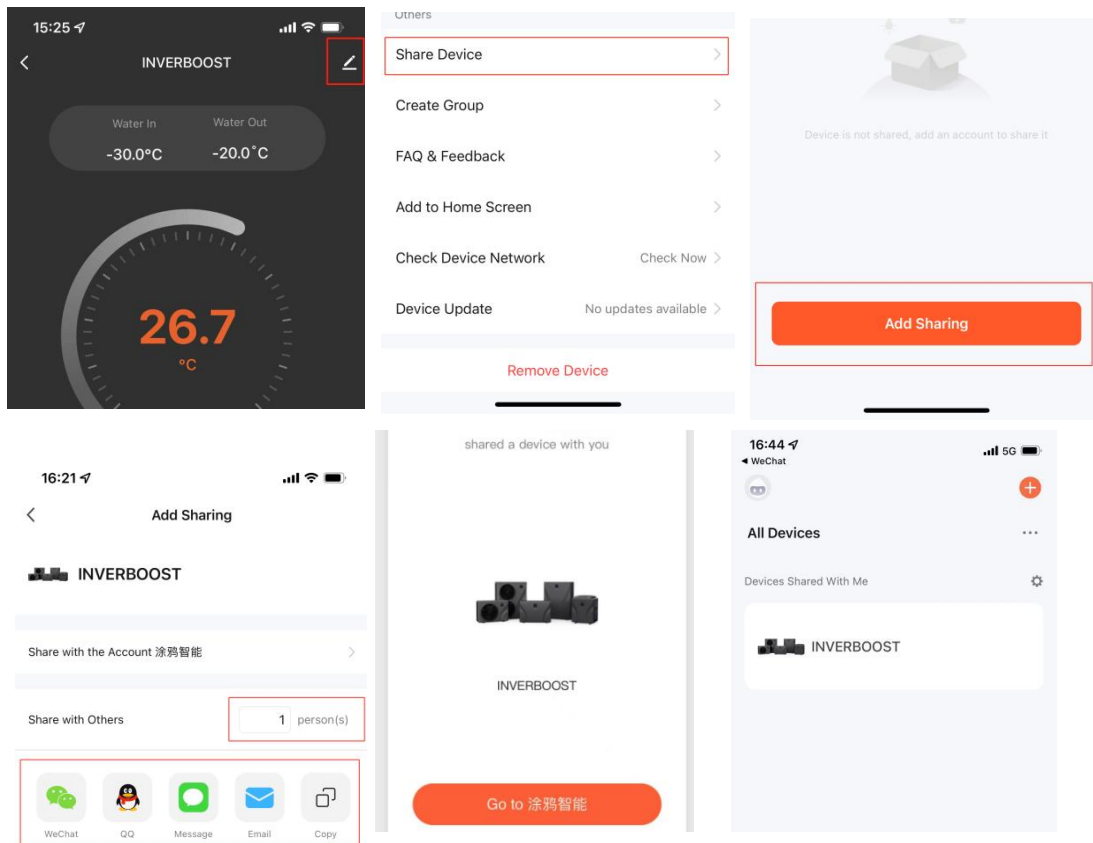 15:25
INVERBOOST
Water In Water Out
-30.0°C -20.0°C
26.7
°C
Others
Share Device
Create Group
FAQ & Feedback
Add to Home Screen
Check Device Network Check Now
Device Update No updates available
Remove Device
Device is not shared, add an account to share it
Add Sharing
16:21
Add Sharing
INVERBOOST
Share with the Account 涂鸦智能
Share with Others 1 person(s)
WeChat QQ Message Email Copy
shared a device with you
INVERBOOST
Go to 涂鸦智能
16:44 5G
WeChat
All Devices
Devices Shared With Me
INVERBOOST